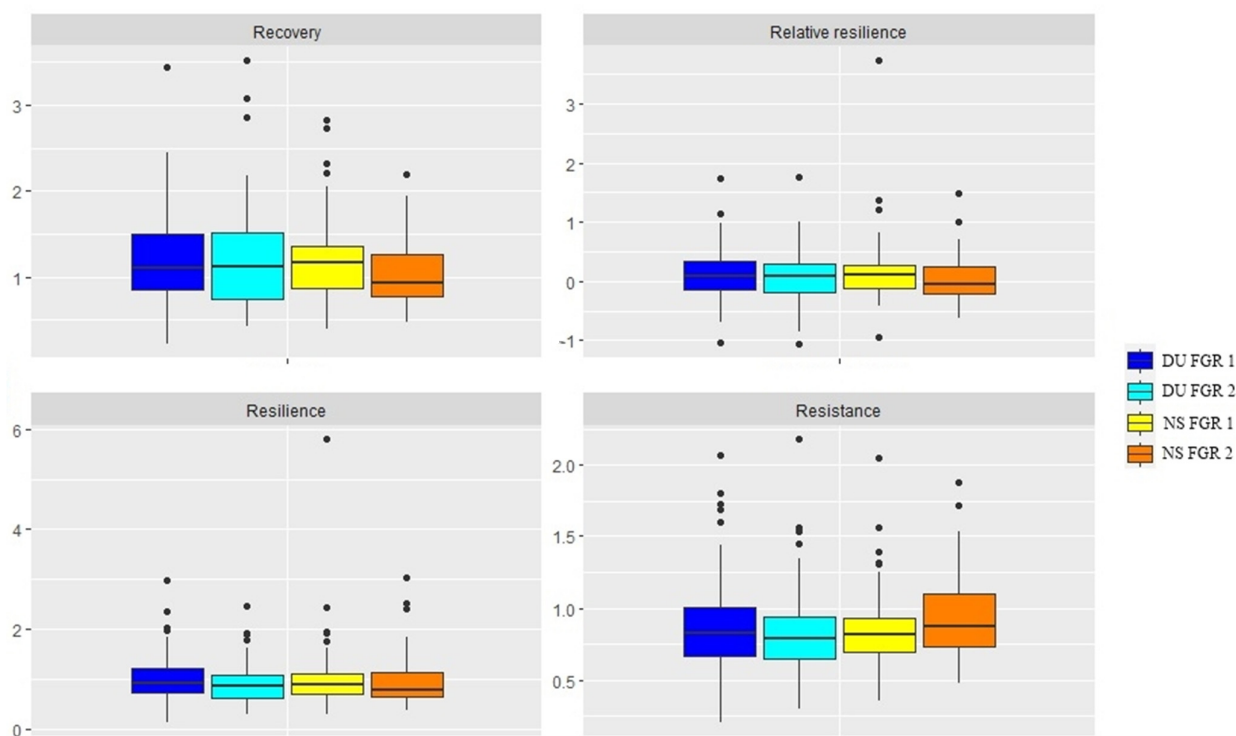 Recovery
3
2
1
Relative resilience
3
2
1
0
-1
Resilience
6
4
2
0
Resistance
2.0
1.5
1.0
0.5
DU FGR 1
DU FGR 2
NS FGR 1
NS FGR 2